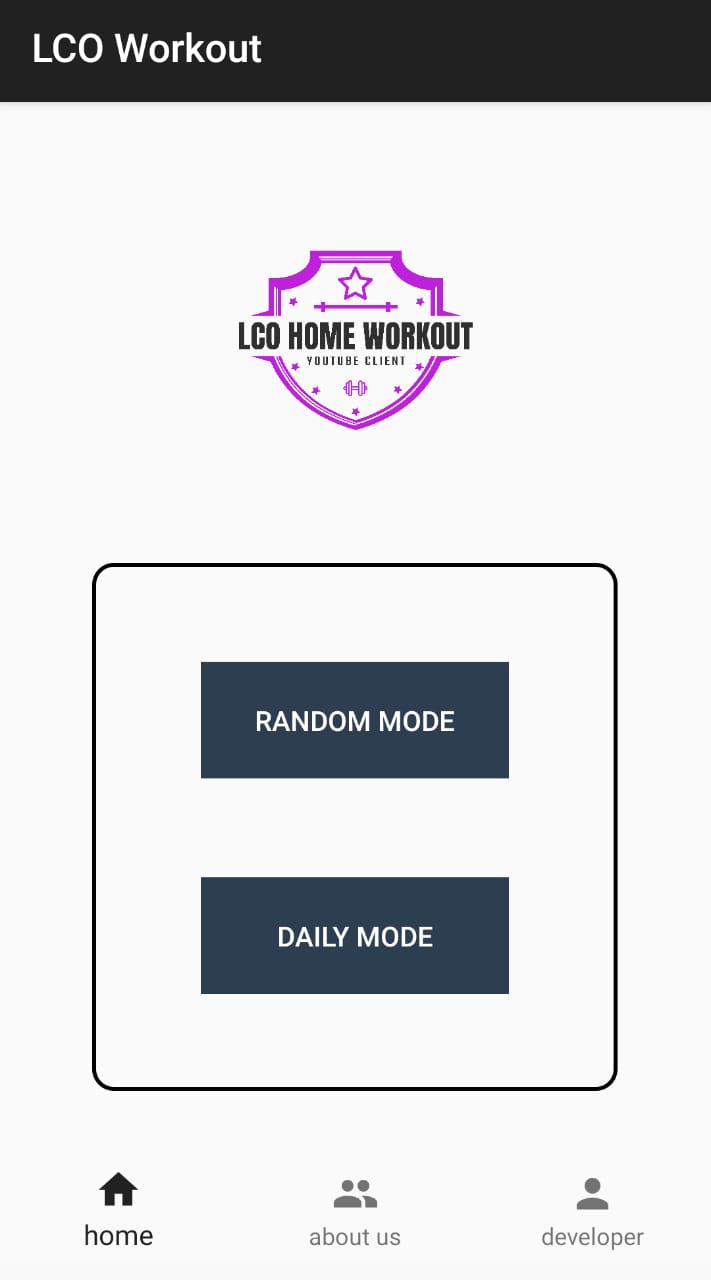 LCO Workout
LCO HOME WORKOUT
YOUTUBE CLIENT
RANDOM MODE
DAILY MODE
home
about us
developer